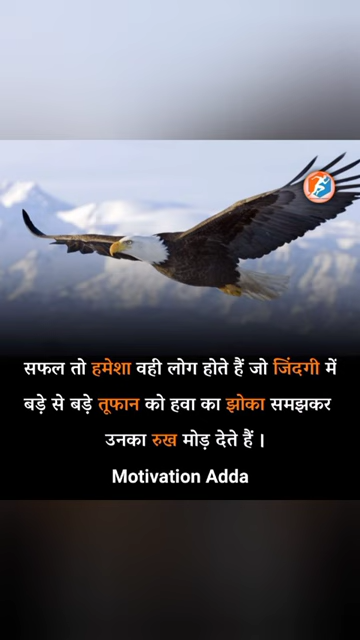 सफल तो हमेशा वही लोग होते हैं जो जिंदगी में
बड़े से बड़े तूफान को हवा का झोका समझकर
उनका रुख मोड़ देते हैं ।
Motivation Adda